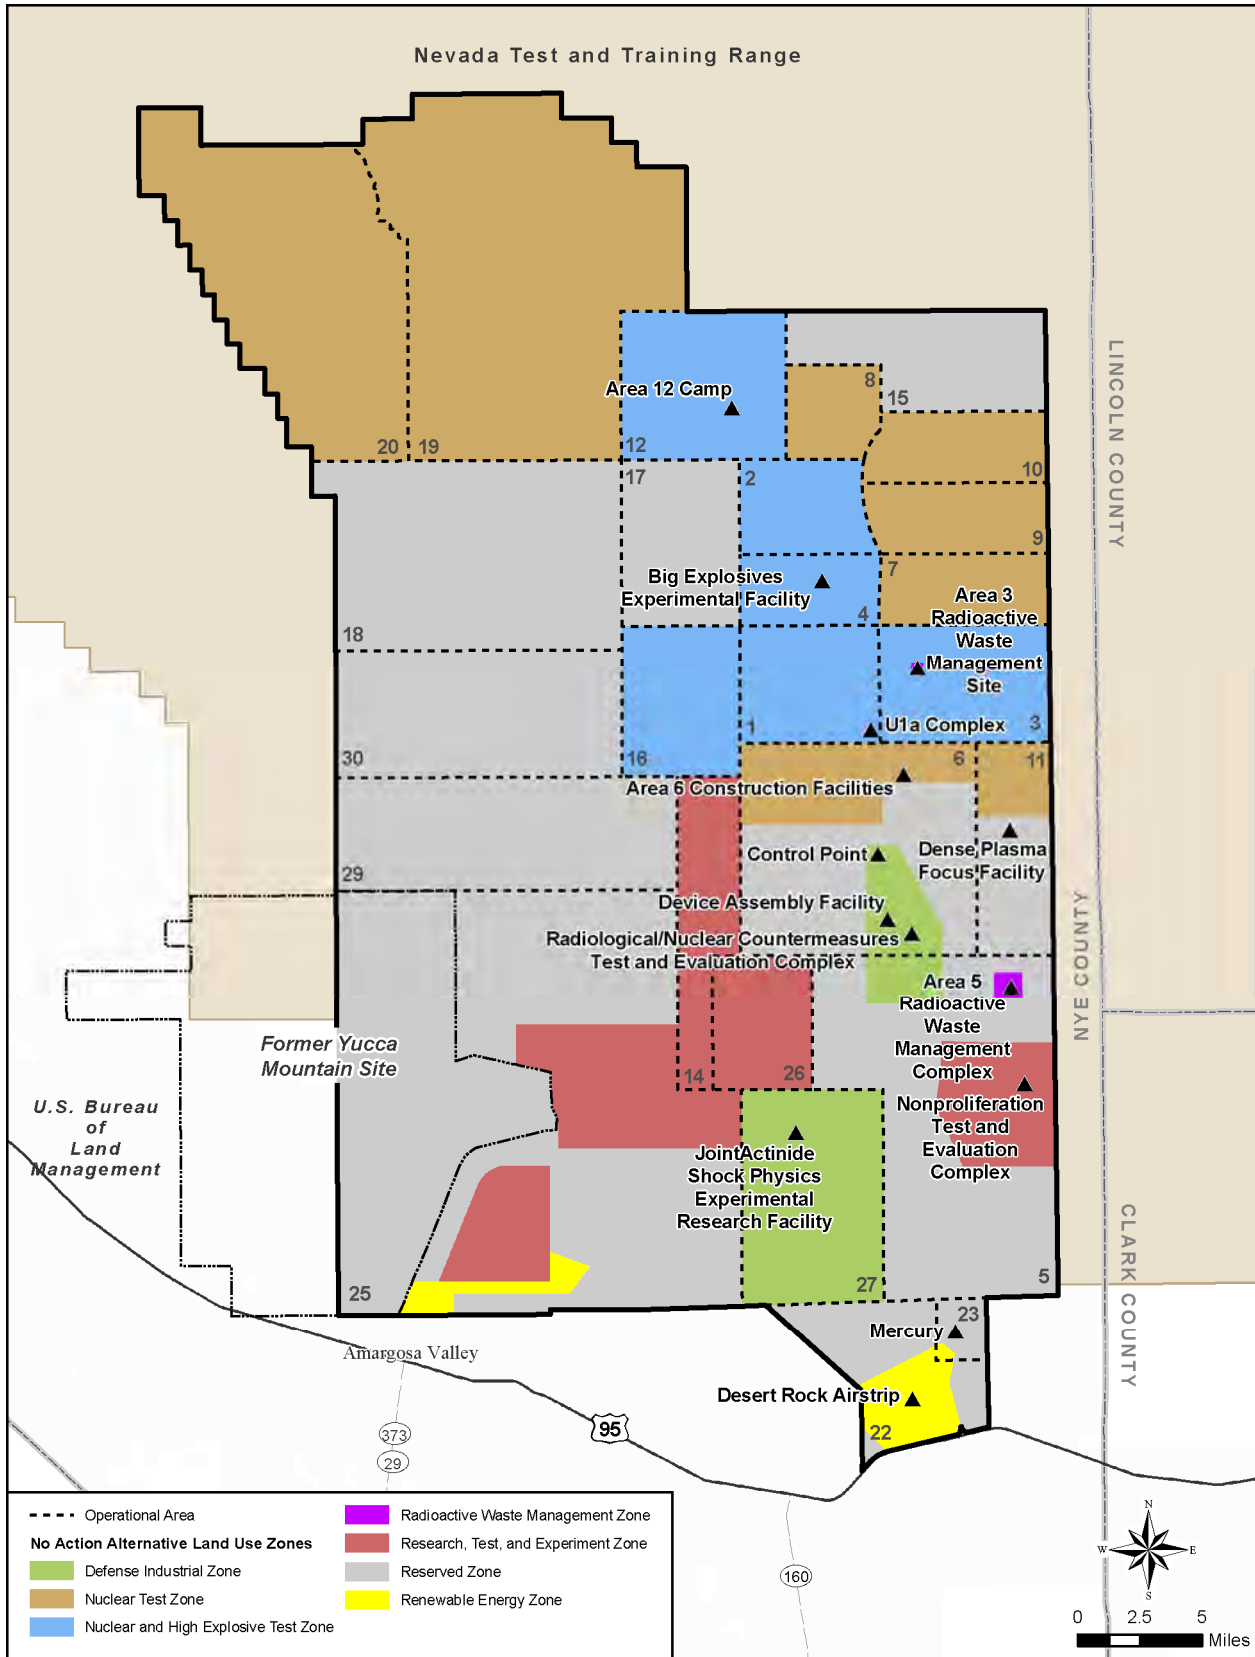 Nevada Test and Training Range
LINCOLN COUNTY
8
15
Area 12 Camp
20
19
12
10
17
2
9
Big Explosives
Experimental Facility
7
4
Area 3
Radioactive
Waste
Management
Site
18
U1a Complex
1
3
30
16
6
11
Area 6 Construction Facilities
Control Point
Dense Plasma
Focus Facility
29
Device Assembly Facility
Radiological/Nuclear Countermeasures
Test and Evaluation Complex
NYE COUNTY
Area 5
Radioactive
Waste
Management
Complex
Former Yucca
Mountain Site
14
26
U.S. Bureau
of
Land
Management
Nonproliferation
Test and
Evaluation
Complex
JointActinide
Shock Physics
Experimental
Research Facility
CLARK COUNTY
25
27
5
23
Mercury
Amargosa Valley
Desert Rock Airstrip
22
95
373
29
160
Operational Area
No Action Alternative Land Use Zones
Defense Industrial Zone
Nuclear Test Zone
Nuclear and High Explosive Test Zone
Radioactive Waste Management Zone
Research, Test, and Experiment Zone
Reserved Zone
Renewable Energy Zone
N
W
E
S
0 2.5 5
Miles